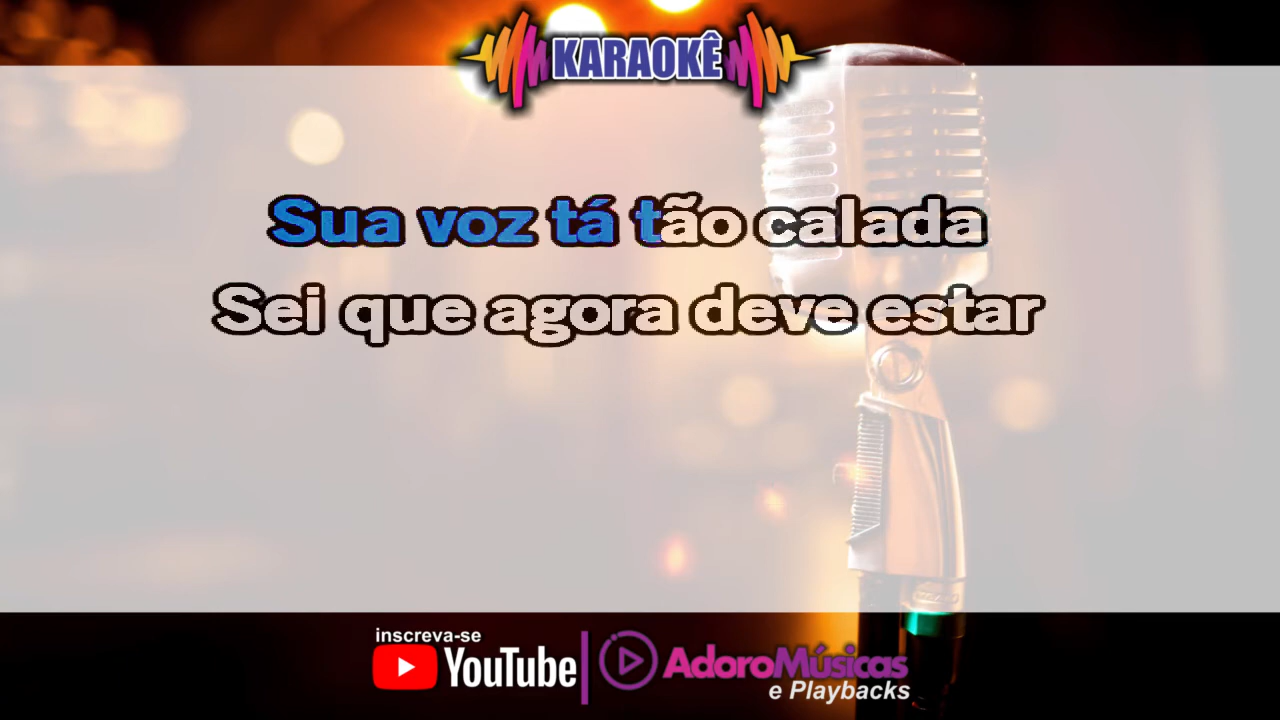 KARAOKÊ
Sua voz tá tão calada
Sei que agora deve estar
inscreva-se
YouTube
AdoroMúsicas
e Playbacks